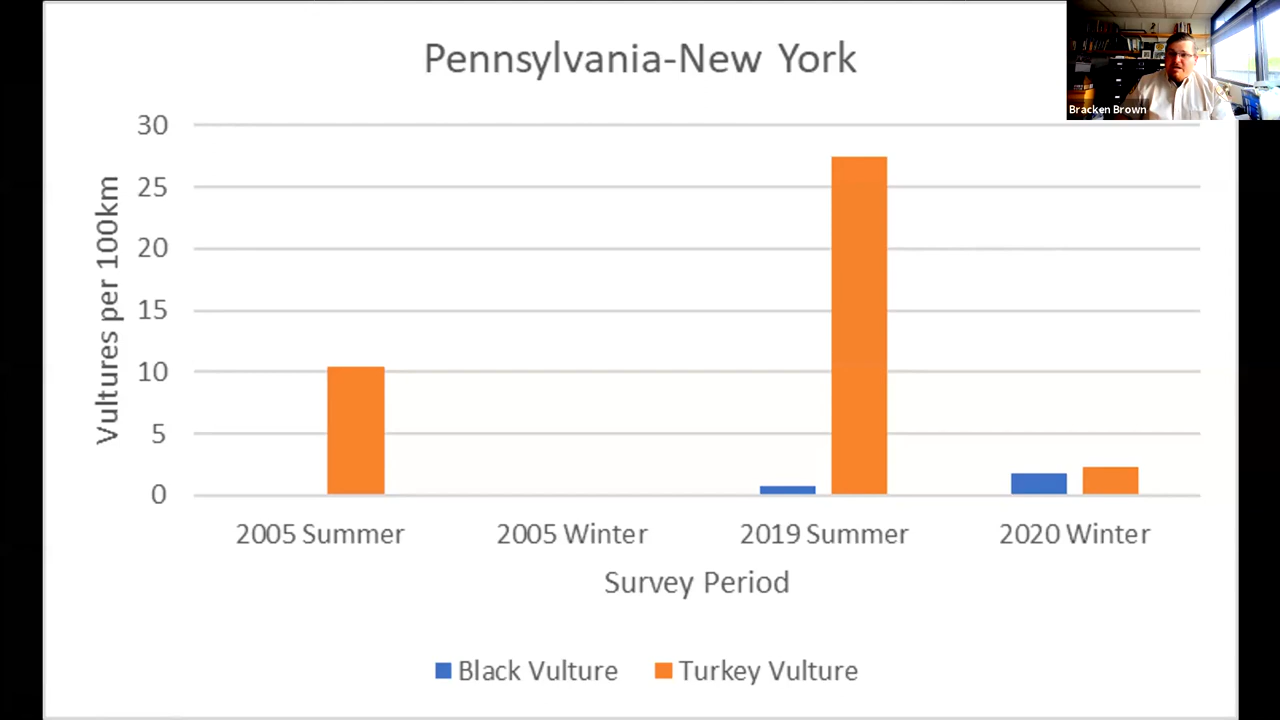 Pennsylvania-New York
Bracken Brown
30
25
20
15
10
5
0
Vultures per 100km
2005 Summer
2005 Winter
2019 Summer
2020 Winter
Survey Period
Black Vulture
Turkey Vulture